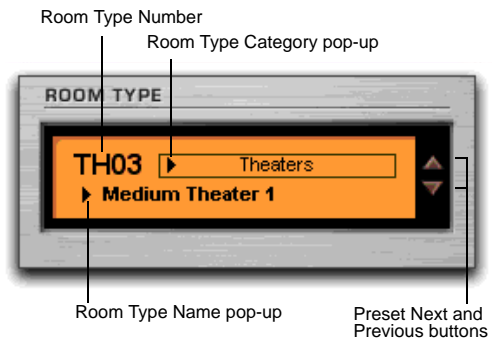 Room Type Number
Room Type Category pop-up
ROOM TYPE
TH03
Theaters
Medium Theater 1
Room Type Name pop-up
Preset Next and
Previous buttons